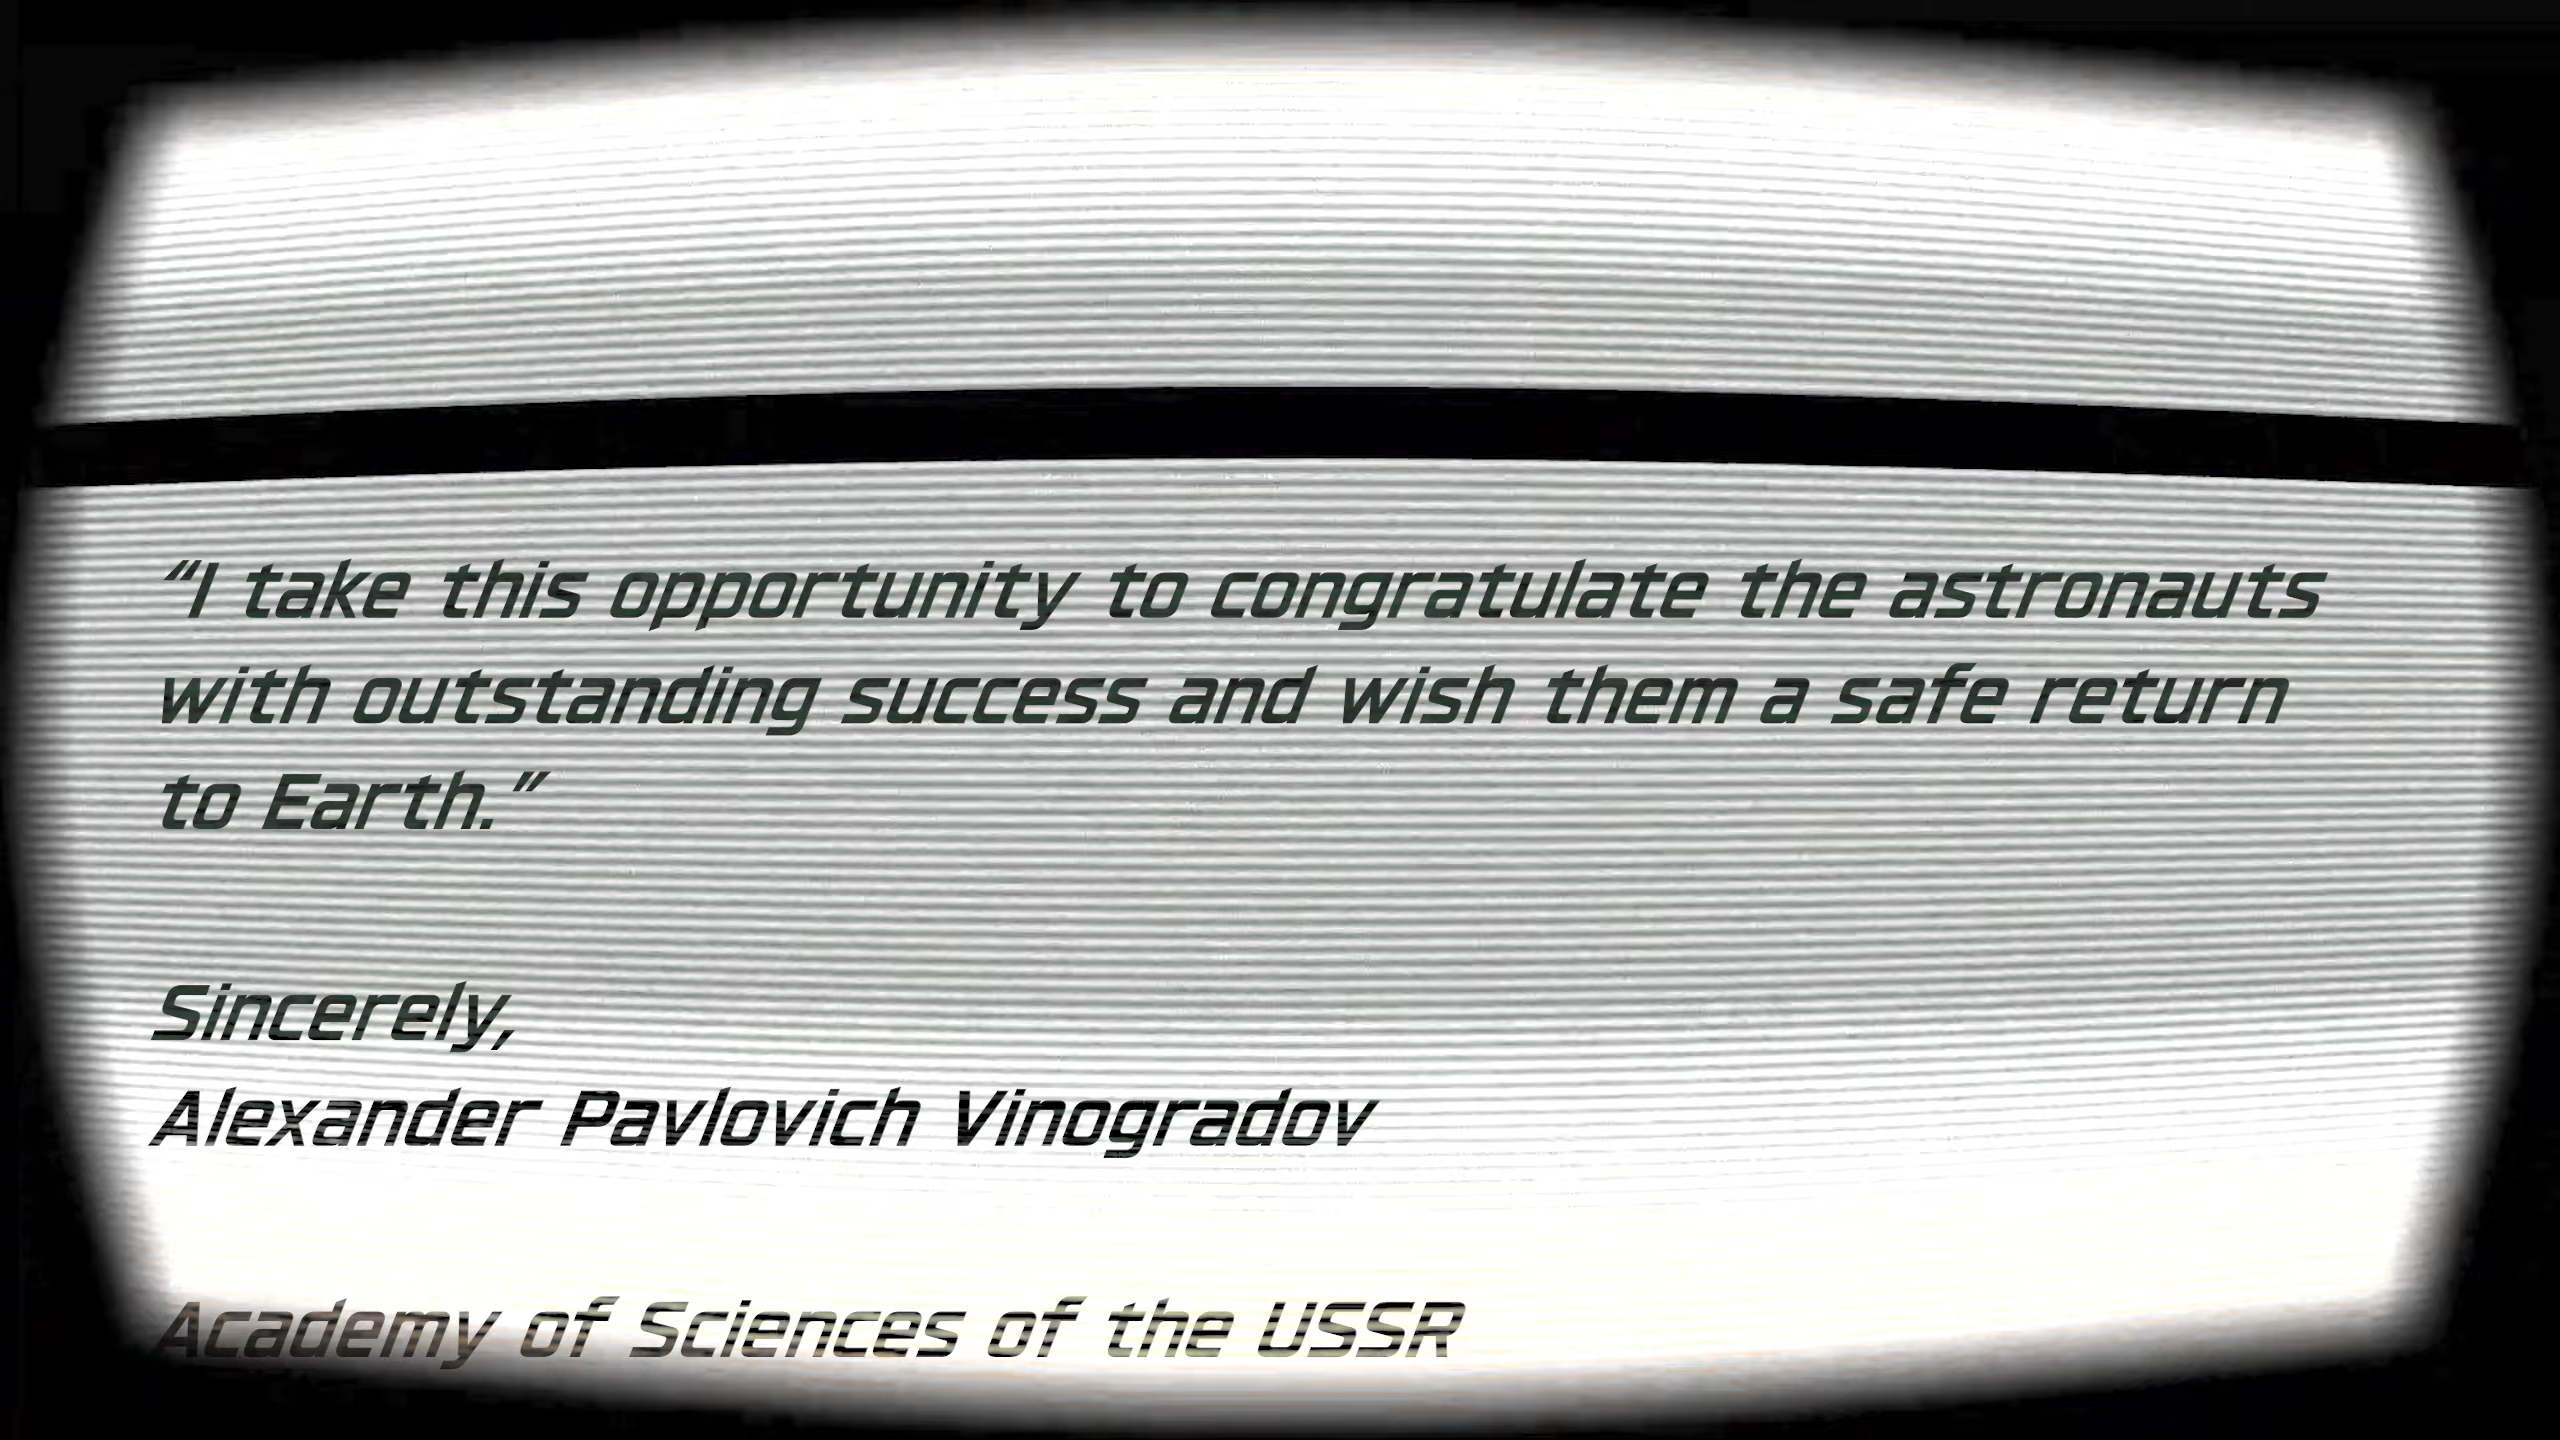 “I take this opportunity to congratulate the astronauts
with outstanding success and wish them a safe return
to Earth.”
Sincerely,
Alexander Pavlovich Vinogradov
Academy of Sciences of the USSR